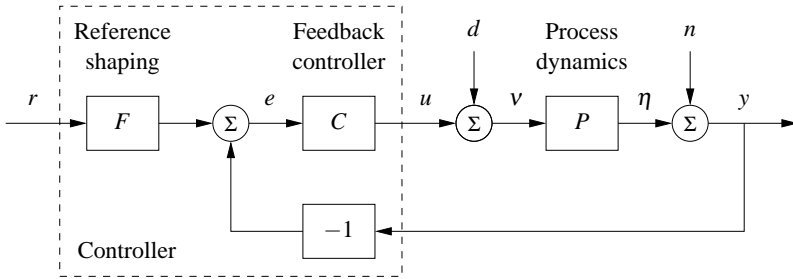 Reference
shaping
Feedback
controller
d
Process
dynamics
n
r
F
Σ
e
C
u
Σ
ν
P
η
Σ
y
−1
Controller